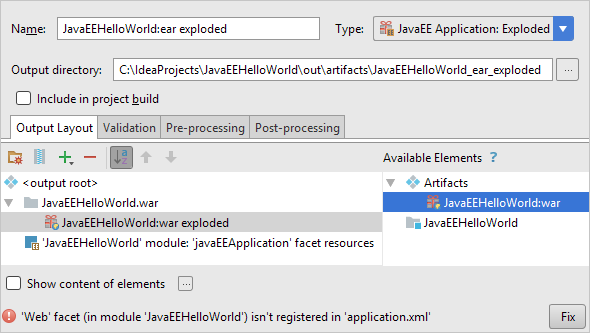 Name: JavaEEHelloWorld:ear exploded Type: JavaEE Application: Exploded
Output directory: C:\IdeaProjects\JavaEEHelloWorld\out\artifacts\JavaEEHelloWorld_ear_exploded ...
Include in project build
Output Layout Validation Pre-processing Post-processing
Available Elements ?
<output root> Artifacts
JavaEEHelloWorld.war JavaEEHelloWorld:war
JavaEEHelloWorld:war exploded JavaEEHelloWorld
'JavaEEHelloWorld' module: 'javaEEApplication' facet resources
Show content of elements ...
'Web' facet (in module 'JavaEEHelloWorld') isn't registered in 'application.xml' Fix